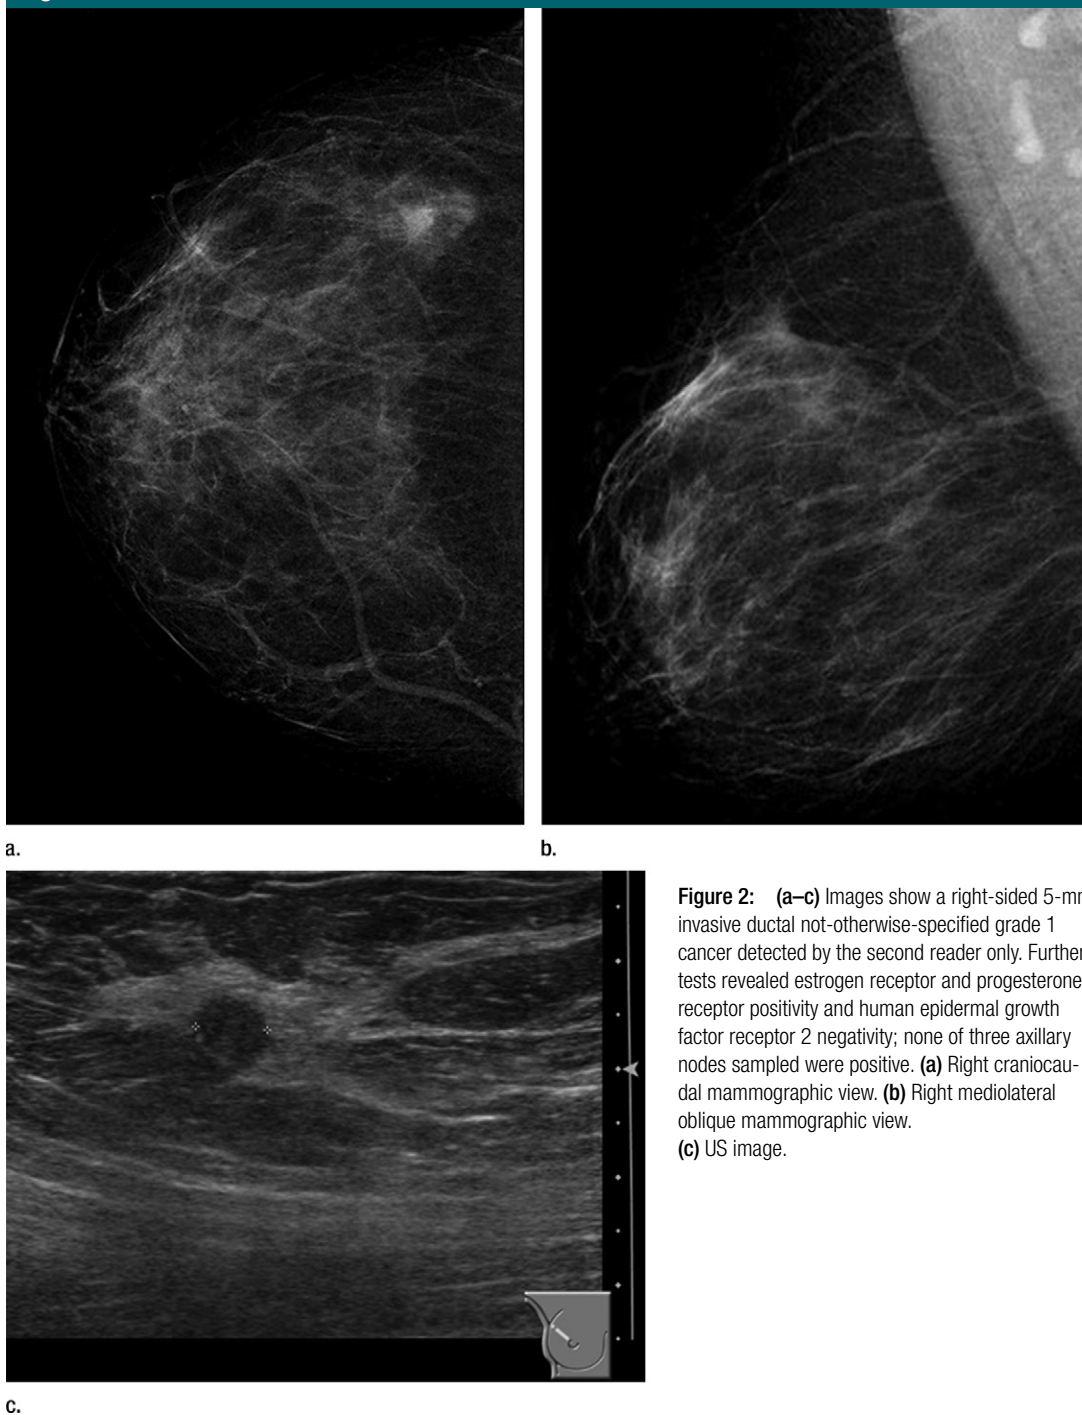 a.
b.
Figure 2: (a–c) Images show a right-sided 5-mm
invasive ductal not-otherwise-specified grade 1
cancer detected by the second reader only. Further
tests revealed estrogen receptor and progesterone
receptor positivity and human epidermal growth
factor receptor 2 negativity; none of three axillary
nodes sampled were positive. (a) Right craniocau-
dal mammographic view. (b) Right mediolateral
oblique mammographic view.
(c) US image.
c.